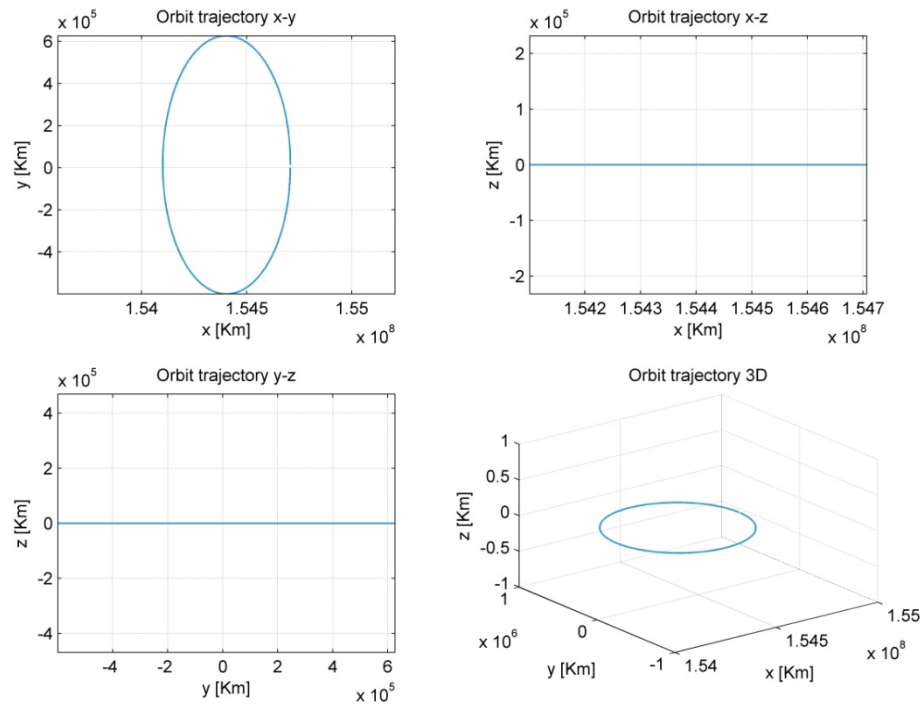 Orbit trajectory x-y
x 10^5
6
4
2
0
-2
-4
y [Km]
1.54
1.545
1.55
x [Km]
x 10^8
Orbit trajectory x-z
x 10^5
2
1
0
-1
-2
z [Km]
1.542
1.543
1.544
1.545
1.546
1.547
x [Km]
x 10^8
Orbit trajectory y-z
x 10^5
4
2
0
-2
-4
z [Km]
-4
-2
0
2
4
6
y [Km]
x 10^5
Orbit trajectory 3D
1
0.5
0
-0.5
-1
z [Km]
1
0
-1
x 10^6
y [Km]
1.54
1.545
1.55
x 10^8
x [Km]